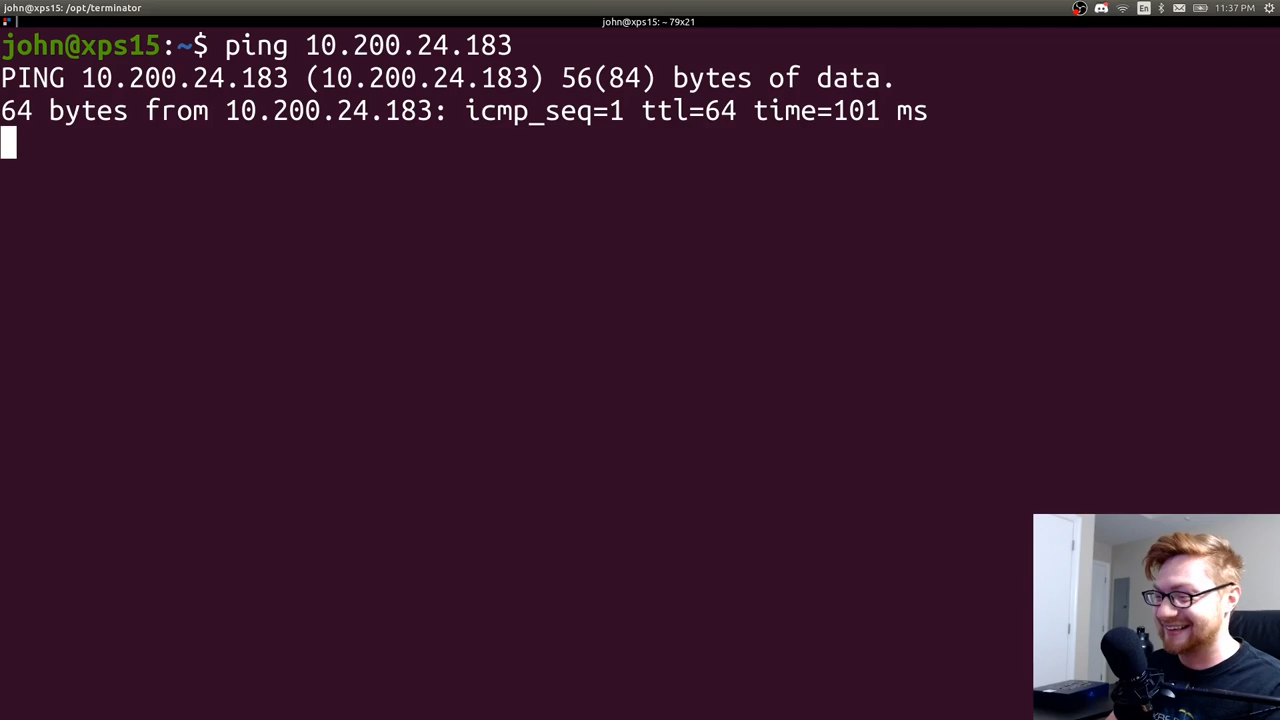 john@xps15: /opt/terminator
En
11:37 PM
john@xps15: ~ 79x21
john@xps15:~$ ping 10.200.24.183
PING 10.200.24.183 (10.200.24.183) 56(84) bytes of data.
64 bytes from 10.200.24.183: icmp_seq=1 ttl=64 time=101 ms